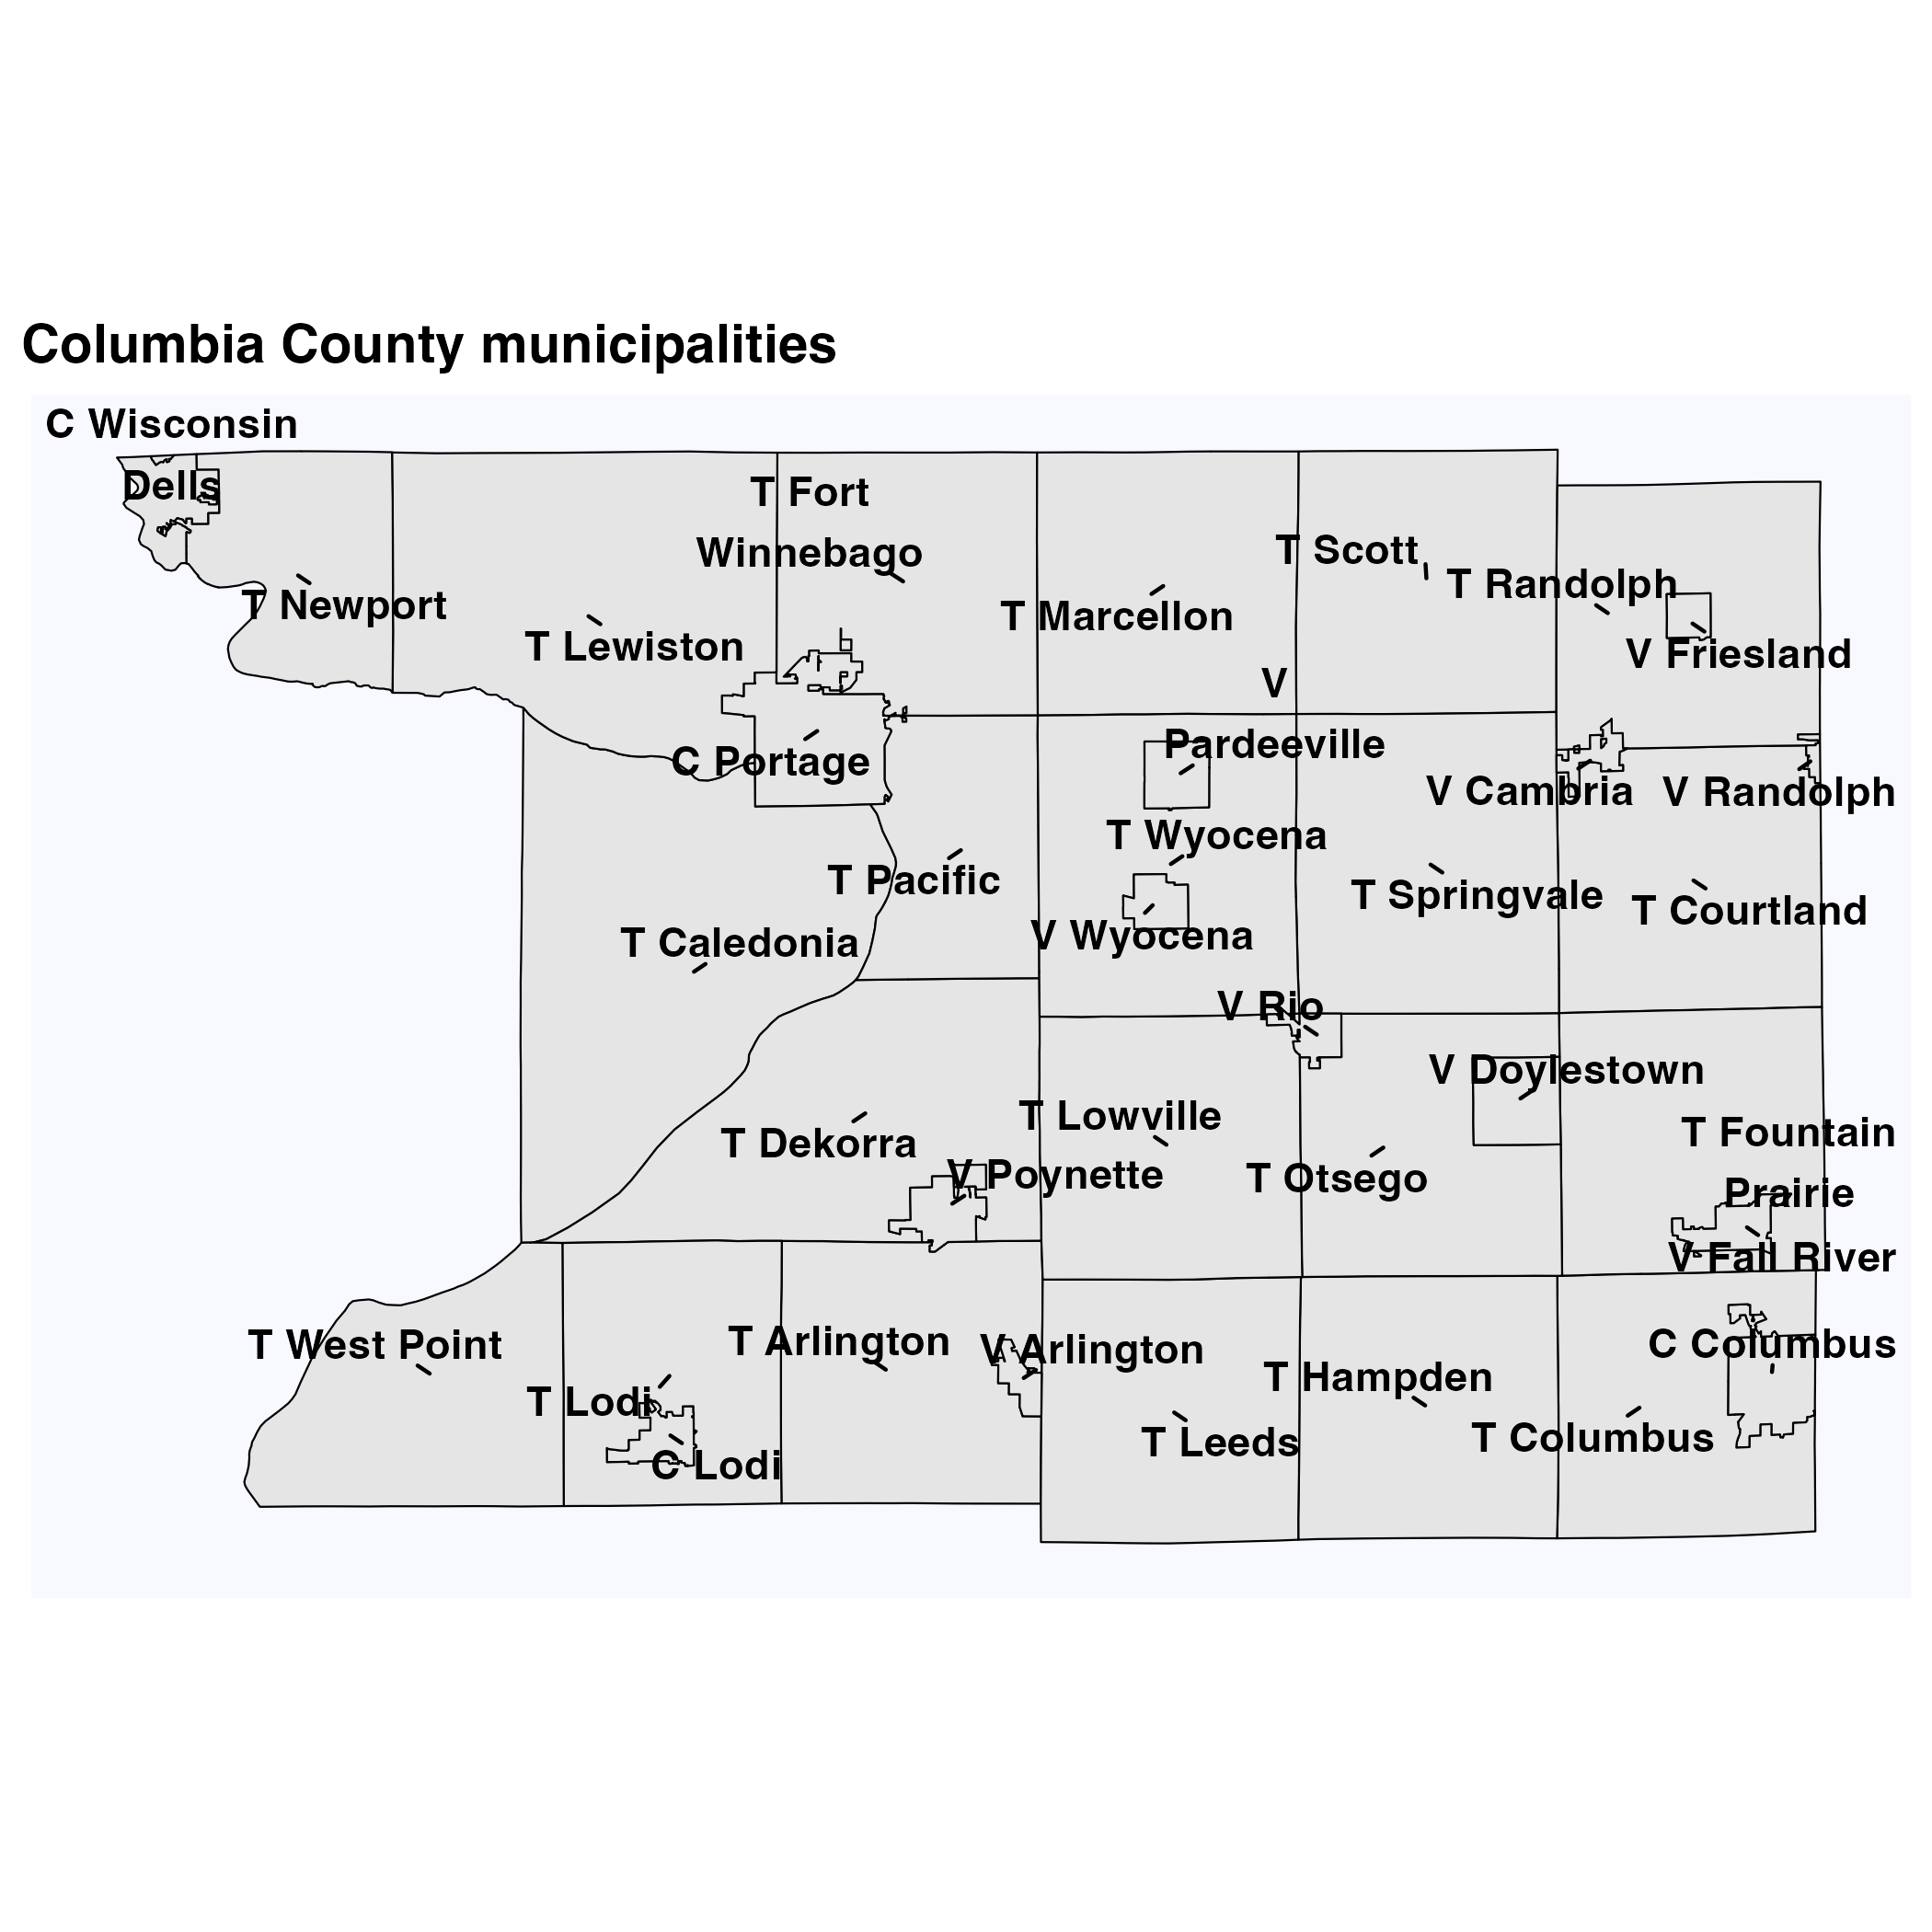 Columbia County municipalities
C Wisconsin
Dells
T Fort
Winnebago
T Scott
T Randolph
T Newport
T Marcellon
T Lewiston
V Friesland
V
Pardeeville
C Portage
V Cambria
V Randolph
T Wyocena
T Pacific
T Springvale
T Courtland
V Wyocena
T Caledonia
V Rio
V Doylestown
T Lowville
T Fountain
Prairie
T Dekorra
V Poynette
T Otsego
V Fall River
T West Point
T Arlington
V Arlington
C Columbus
T Hampden
T Lodi
T Leeds
T Columbus
C Lodi